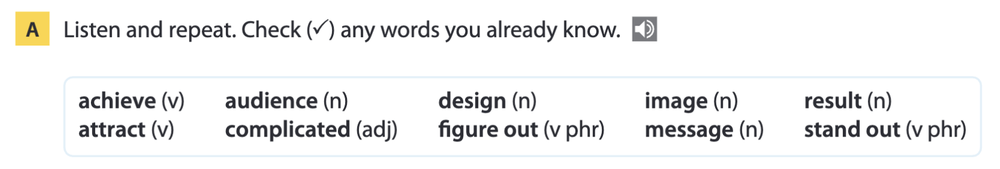 A Listen and repeat. Check (✓) any words you already know.
achieve (v) audience (n) design (n) image (n) result (n)
attract (v) complicated (adj) figure out (v phr) message (n) stand out (v phr)